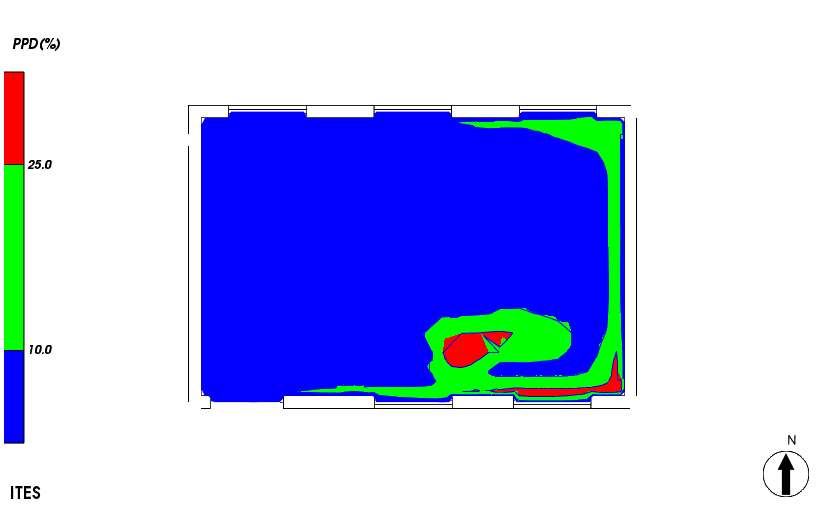 PPD(%)
25.0
10.0
N
ITES